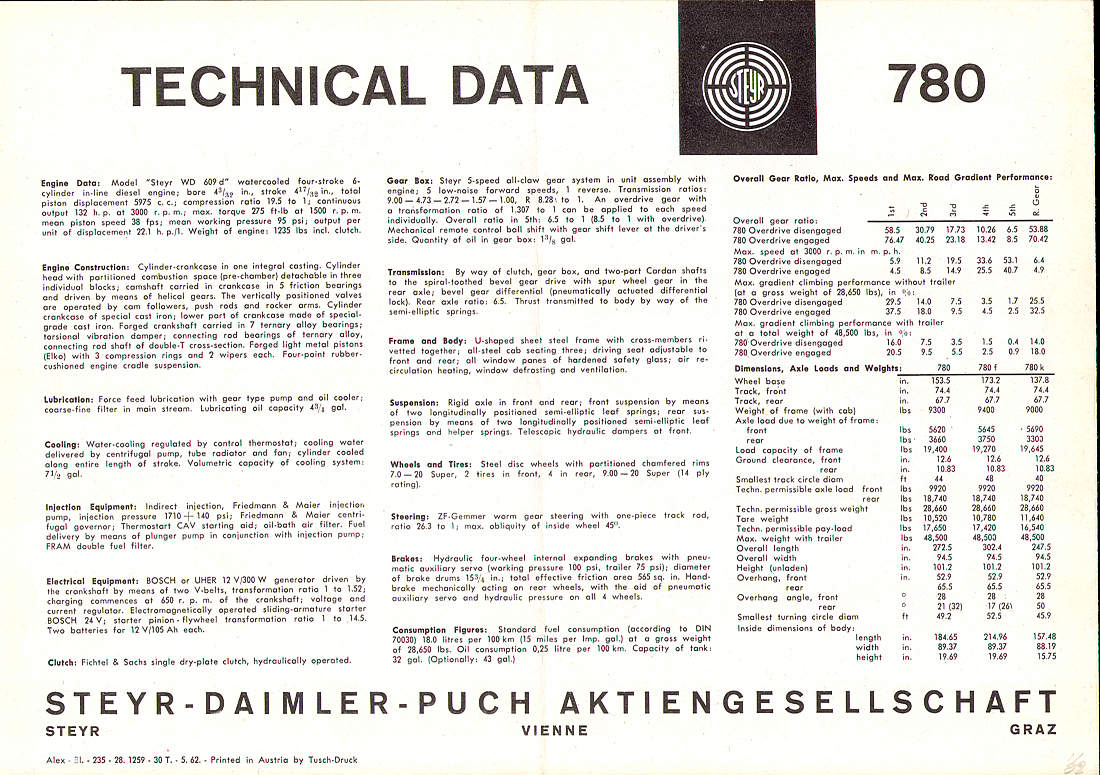 TECHNICAL DATA
STEYR
780
Engine Data: Model "Steyr WD 609 d" watercooled four-stroke 6-
cylinder in-line diesel engine; bore 4³/₃₂ in., stroke 4¹⁷/₃₂ in., total
piston displacement 5975 c. c.; compression ratio 19.5 to 1; continuous
output 132 h. p. at 3000 r. p. m.; max. torque 275 ft-lb at 1500 r. p. m.
mean piston speed 38 fps; mean working pressure 95 psi; output per
unit of displacement 22.1 h. p./l. Weight of engine: 1235 lbs incl. clutch.
Engine Construction: Cylinder-crankcase in one integral casting. Cylinder
head with partitioned combustion space (pre-chamber) detachable in three
individual blocks; camshaft carried in crankcase in 5 friction bearings
and driven by means of helical gears. The vertically positioned valves
are operated by cam followers, push rods and rocker arms. Cylinder
crankcase of special cast iron; lower part of crankcase made of special-
grade cast iron. Forged crankshaft carried in 7 ternary alloy bearings;
torsional vibration damper; connecting rod bearings of ternary alloy,
connecting rod shaft of double-T cross-section. Forged light metal pistons
(Elko) with 3 compression rings and 2 wipers each. Four-point rubber-
cushioned engine cradle suspension.
Lubrication: Force feed lubrication with gear type pump and oil cooler;
coarse-fine filter in main stream. Lubricating oil capacity gal.
Cooling: Water-cooling regulated by control thermostat; cooling water
delivered by centrifugal pump, tube radiator and fan; cylinder cooled
along entire length of stroke. Volumetric capacity of cooling system:
7¹/₂ gal.
Injection Equipment: Indirect injection, Friedmann & Maier injection
pump, injection pressure 1710 + 140 psi; Friedmann & Maier centri-
fugal governor; Thermostart CAV starting aid; oil-bath air filter. Fuel
delivery by means of plunger pump in conjunction with injection pump;
FRAM double fuel filter.
Electrical Equipment: BOSCH or UHER 12 V/300 W generator driven by
the crankshaft by means of two V-belts, transformation ratio 1 to 1.52;
charging commences at 650 r. p. m. of the crankshaft; voltage and
current regulator. Electromagnetically operated sliding-armature starter
BOSCH 24 V; starter pinion-flywheel transformation ratio 1 to 14.5.
Two batteries for 12 V/105 Ah each.
Clutch: Fichtel & Sachs single dry-plate clutch, hydraulically operated.
Gear Box: Steyr 5-speed all-claw gear system in unit assembly with
engine; 5 low-noise forward speeds, 1 reverse. Transmission ratios:
9.00 — 4.73 — 2.72 — 1.57 — 1.00, R 8.28 to 1. An overdrive gear with
a transformation ratio of 1.307 to 1 can be applied to each speed
individually. Overall ratio in 5th: 6.5 to 1 (8.5 to 1 with overdrive).
Mechanical remote control ball shift with gear shift lever at the driver's
side. Quantity of oil in gear box: 1³/₈ gal.
Transmission: By way of clutch, gear box, and two-part Cardan shafts
to the spiral-toothed bevel gear drive with spur wheel gear in the
rear axle; bevel gear differential (pneumatically actuated differential
lock). Rear axle ratio: 6.5. Thrust transmitted to body by way of the
semi-elliptic springs.
Frame and Body: U-shaped sheet steel frame with cross-members ri-
vetted together; all-steel cab seating three; driving seat adjustable to
front and rear; all window panes of hardened safety glass; air re-
circulation heating, window defrosting and ventilation.
Suspension: Rigid axle in front and rear; front suspension by means
of two longitudinally positioned semi-elliptic leaf springs; rear sus-
pension by means of two longitudinally positioned semi-elliptic leaf
springs and helper springs. Telescopic hydraulic dampers at front.
Wheels and Tires: Steel disc wheels with partitioned chamfered rims
7.0 — 20 Super, 2 tires in front, 4 in rear, 9.00 — 20 Super (14 ply
rating).
Steering: ZF-Gemmer worm gear steering with one-piece track rod,
ratio 26.3 to 1; max. obliquity of inside wheel 45°.
Brakes: Hydraulic four-wheel internal expanding brakes with pneu-
matic auxiliary servo (working pressure 100 psi, trailer 75 psi); diameter
of brake drums 15³/₄ in.; total effective friction area 565 sq. in. Hand-
brake mechanically acting on rear wheels, with the aid of pneumatic
auxiliary servo and hydraulic pressure on all 4 wheels.
Consumption Figures: Standard fuel consumption (according to DIN
70030) 18.0 litres per 100 km (15 miles per Imp. gal.) at a gross weight
of 28,650 lbs. Oil consumption 0,25 litre per 100 km. Capacity of tank:
32 gal. (Optionally: 43 gal.)
Overall Gear Ratio, Max. Speeds and Max. Road Gradient Performance:
1st 2nd 3rd 4th 5th R. Gear
Overall gear ratio:
780 Overdrive disengaged 58.5 30.79 17.73 10.26 6.5 53.88
780 Overdrive engaged 76.47 40.25 23.18 13.42 8.5 70.42
Max. speed at 3000 r. p. m. in m. p. h.
780 Overdrive disengaged 5.9 11.2 19.5 33.6 53.1 6.4
780 Overdrive engaged 4.5 8.5 14.9 25.5 40.7 4.9
Max. gradient climbing performance without trailer
(at a gross weight of 28,650 lbs), in %:
780 Overdrive disengaged 29.5 14.0 7.5 3.5 1.7 25.5
780 Overdrive engaged 37.5 18.0 9.5 4.5 2.5 32.5
Max. gradient climbing performance with trailer
at a total weight of 48,500 lbs, in %:
780 Overdrive disengaged 16.0 7.5 3.5 1.5 0.4 14.0
780 Overdrive engaged 20.5 9.5 5.5 2.5 0.9 18.0
Dimensions, Axle Loads and Weights: 780 780 f 780 k
Wheel base in. 153.5 173.2 137.8
Track, front in. 74.4 74.4 74.4
Track, rear in. 67.7 67.7 67.7
Weight of frame (with cab) lbs 9300 9400 9000
Axle load due to weight of frame:
front lbs 5620 5645 5690
rear lbs 3660 3750 3303
Load capacity of frame lbs 19,400 19,270 19,645
Ground clearance, front in. 12.6 12.6 12.6
rear in. 10.83 10.83 10.83
Smallest track circle diam ft 44 48 40
Techn. permissible axle load front lbs 9920 9920 9920
rear lbs 18,740 18,740 18,740
Techn. permissible gross weight lbs 28,660 28,660 28,660
Tare weight lbs 10,520 10,780 11,640
Techn. permissible pay-load lbs 17,650 17,420 16,540
Max. weight with trailer lbs 48,500 48,500 48,500
Overall length in. 272.5 302.4 247.5
Overall width in. 94.5 94.5 94.5
Height (unladen) in. 101.2 101.2 101.2
Overhang, front in. 52.9 52.9 52.9
rear 65.5 65.5 65.5
Overhang angle, front ° 28 28 28
rear ° 21 (32) 17 (26) 50
Smallest turning circle diam ft 49.2 52.5 45.9
Inside dimensions of body:
length in. 184.65 214.96 157.48
width in. 89.37 89.37 88.19
height in. 19.69 19.69 15.75
STEYR-DAIMLER-PUCH AKTIENGESELLSCHAFT
STEYR VIENNE GRAZ
Alex - - 235 - 28. 1259 - 30 T. - 5. 62. - Printed in Austria by Tusch-Druck